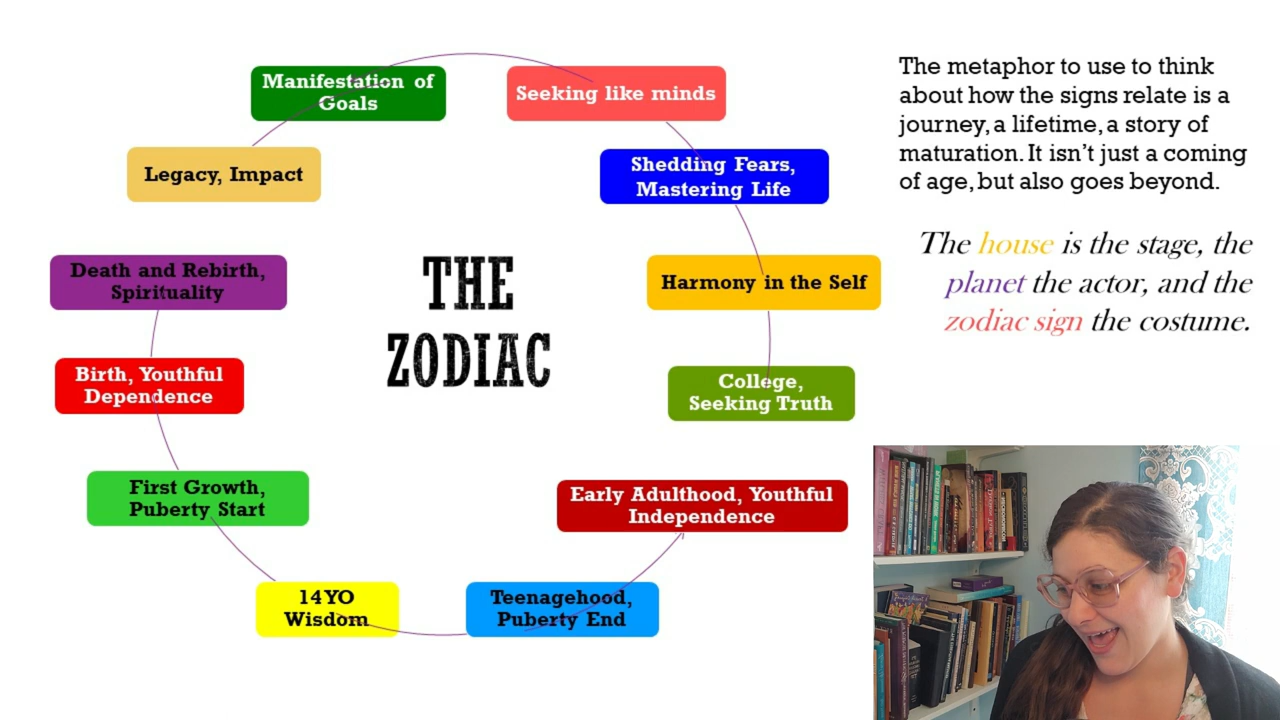 Manifestation of
Goals
Seeking like minds
Legacy, Impact
Shedding Fears,
Mastering Life
Death and Rebirth,
Spirituality
Harmony in the Self
THE
ZODIAC
Birth, Youthful
Dependence
College,
Seeking Truth
First Growth,
Puberty Start
Early Adulthood, Youthful
Independence
14YO
Wisdom
Teenagehood,
Puberty End
The metaphor to use to think
about how the signs relate is a
journey, a lifetime, a story of
maturation. It isn't just a coming
of age, but also goes beyond.
The house is the stage, the
planet the actor, and the
zodiac sign the costume.